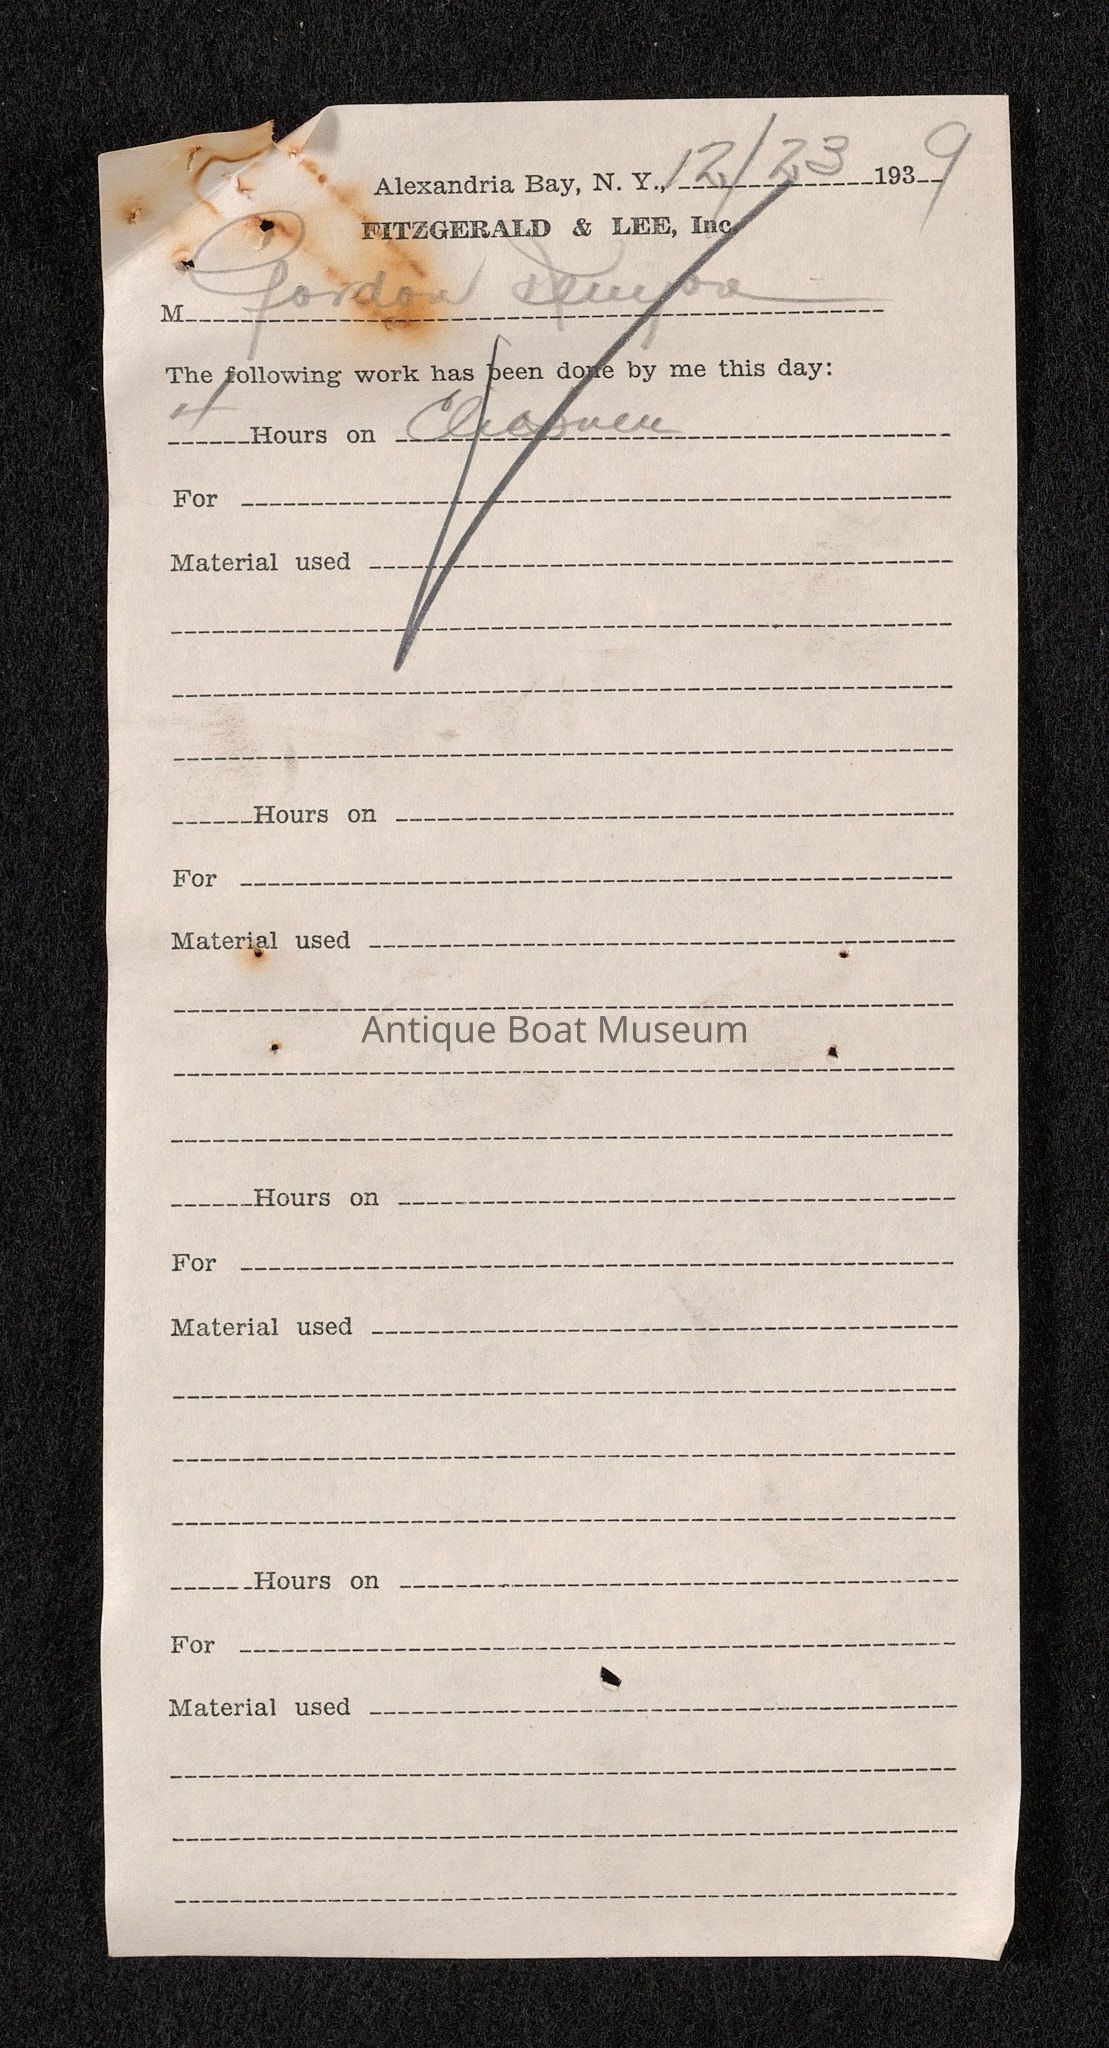 Alexandria Bay, N. Y., 12/23 1939
FITZGERALD & LEE, Inc.
M Gordon
The following work has been done by me this day:
4 Hours on
For
Material used
Hours on
For
Material used
Antique Boat Museum
Hours on
For
Material used
Hours on
For
Material used